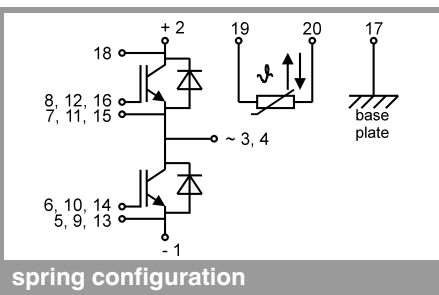 + 2
19
20
17
18
ϑ
8, 12, 16
7, 11, 15
base
plate
~ 3, 4
6, 10, 14
5, 9, 13
- 1
spring configuration